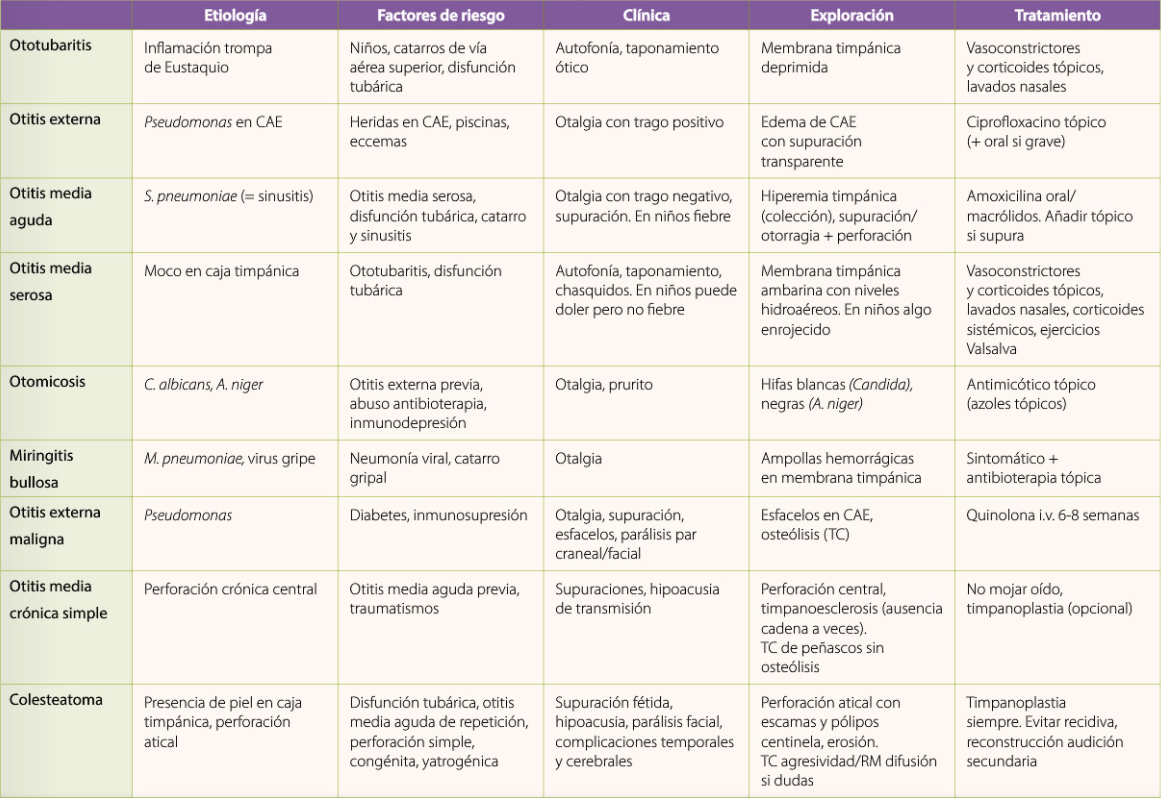 Etiología Factores de riesgo Clínica Exploración Tratamiento
Ototubaritis
Inflamación trompa
de Eustaquio
Niños, catarros de vía
aérea superior, disfunción
tubárica
Autofonía, taponamiento
ótico
Membrana timpánica
deprimida
Vasoconstrictores
y corticoides tópicos,
lavados nasales
Otitis externa
Pseudomonas en CAE
Heridas en CAE, piscinas,
eccemas
Otalgia con trago positivo
Edema de CAE
con supuración
transparente
Ciprofloxacino tópico
(+ oral si grave)
Otitis media
aguda
S. pneumoniae (= sinusitis)
Otitis media serosa,
disfunción tubárica, catarro
y sinusitis
Otalgia con trago negativo,
supuración. En niños fiebre
Hiperemia timpánica
(colección), supuración/
otorragia + perforación
Amoxicilina oral/
macrólidos. Añadir tópico
si supura
Otitis media
serosa
Moco en caja timpánica
Ototubaritis, disfunción
tubárica
Autofonía, taponamiento,
chasquidos. En niños puede
doler pero no fiebre
Membrana timpánica
ambarina con niveles
hidroaéreos. En niños algo
enrojecido
Vasoconstrictores
y corticoides tópicos,
lavados nasales, corticoides
sistémicos, ejercicios
Valsalva
Otomicosis
C. albicans, A. niger
Otitis externa previa,
abuso antibioterapia,
inmunodepresión
Otalgia, prurito
Hifas blancas (Candida),
negras (A. niger)
Antimicótico tópico
(azoles tópicos)
Miringitis
bullosa
M. pneumoniae, virus gripe
Neumonía viral, catarro
gripal
Otalgia
Ampollas hemorrágicas
en membrana timpánica
Sintomático +
antibioterapia tópica
Otitis externa
maligna
Pseudomonas
Diabetes, inmunosupresión
Otalgia, supuración,
esfacelos, parálisis par
craneal/facial
Esfacelos en CAE,
osteólisis (TC)
Quinolona i.v. 6-8 semanas
Otitis media
crónica simple
Perforación crónica central
Otitis media aguda previa,
traumatismos
Supuraciones, hipoacusia
de transmisión
Perforación central,
timpanoesclerosis (ausencia
cadena a veces).
TC de peñascos sin
osteólisis
No mojar oído,
timpanoplastia (opcional)
Colesteatoma
Presencia de piel en caja
timpánica, perforación
atical
Disfunción tubárica, otitis
media aguda de repetición,
perforación simple,
congénita, yatrogénica
Supuración fétida,
hipoacusia, parálisis facial,
complicaciones temporales
y cerebrales
Perforación atical con
escamas y pólipos
centinela, erosión.
TC agresividad/RM difusión
si dudas
Timpanoplastia
siempre. Evitar recidiva,
reconstrucción audición
secundaria